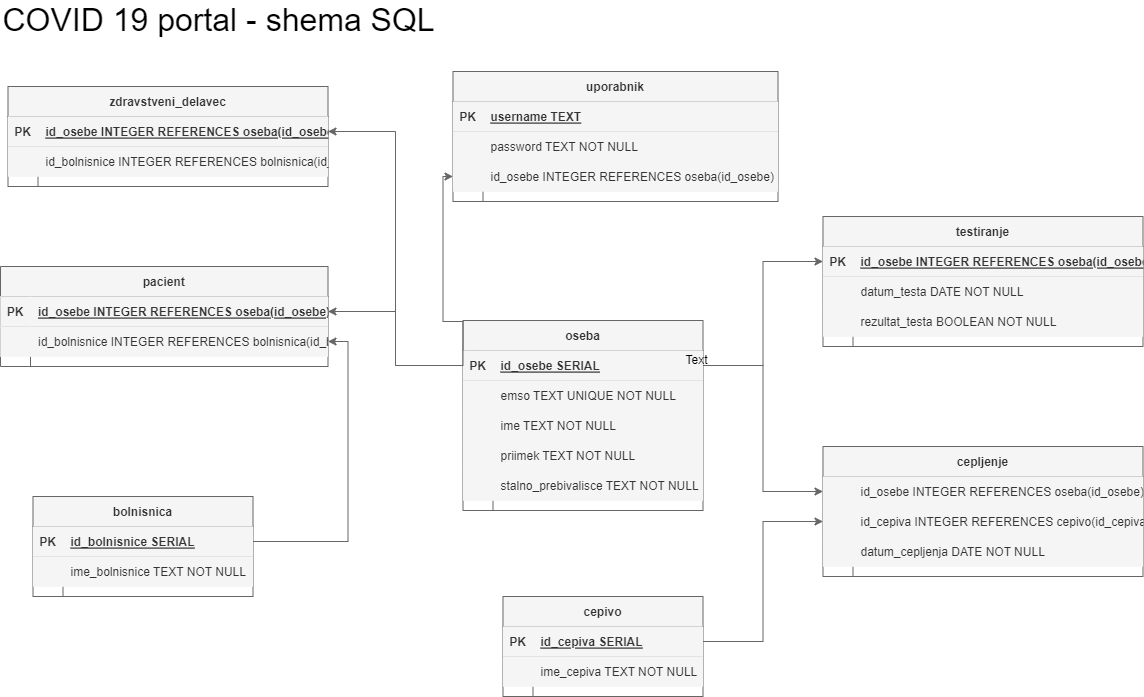 COVID 19 portal - shema SQL
zdravstveni_delavec
PK id_osebe INTEGER REFERENCES oseba(id_oseb
id_bolnisnice INTEGER REFERENCES bolnisnica(id_
uporabnik
PK username TEXT
password TEXT NOT NULL
id_osebe INTEGER REFERENCES oseba(id_osebe)
testiranje
PK id_osebe INTEGER REFERENCES oseba(id_osebe
datum_testa DATE NOT NULL
rezultat_testa BOOLEAN NOT NULL
pacient
PK id_osebe INTEGER REFERENCES oseba(id_osebe)
id_bolnisnice INTEGER REFERENCES bolnisnica(id_
oseba
Text
PK id_osebe SERIAL
emso TEXT UNIQUE NOT NULL
ime TEXT NOT NULL
priimek TEXT NOT NULL
stalno_prebivalisce TEXT NOT NULL
cepljenje
id_osebe INTEGER REFERENCES oseba(id_osebe)
id_cepiva INTEGER REFERENCES cepivo(id_cepiva
datum_cepljenja DATE NOT NULL
bolnisnica
PK id_bolnisnice SERIAL
ime_bolnisnice TEXT NOT NULL
cepivo
PK id_cepiva SERIAL
ime_cepiva TEXT NOT NULL